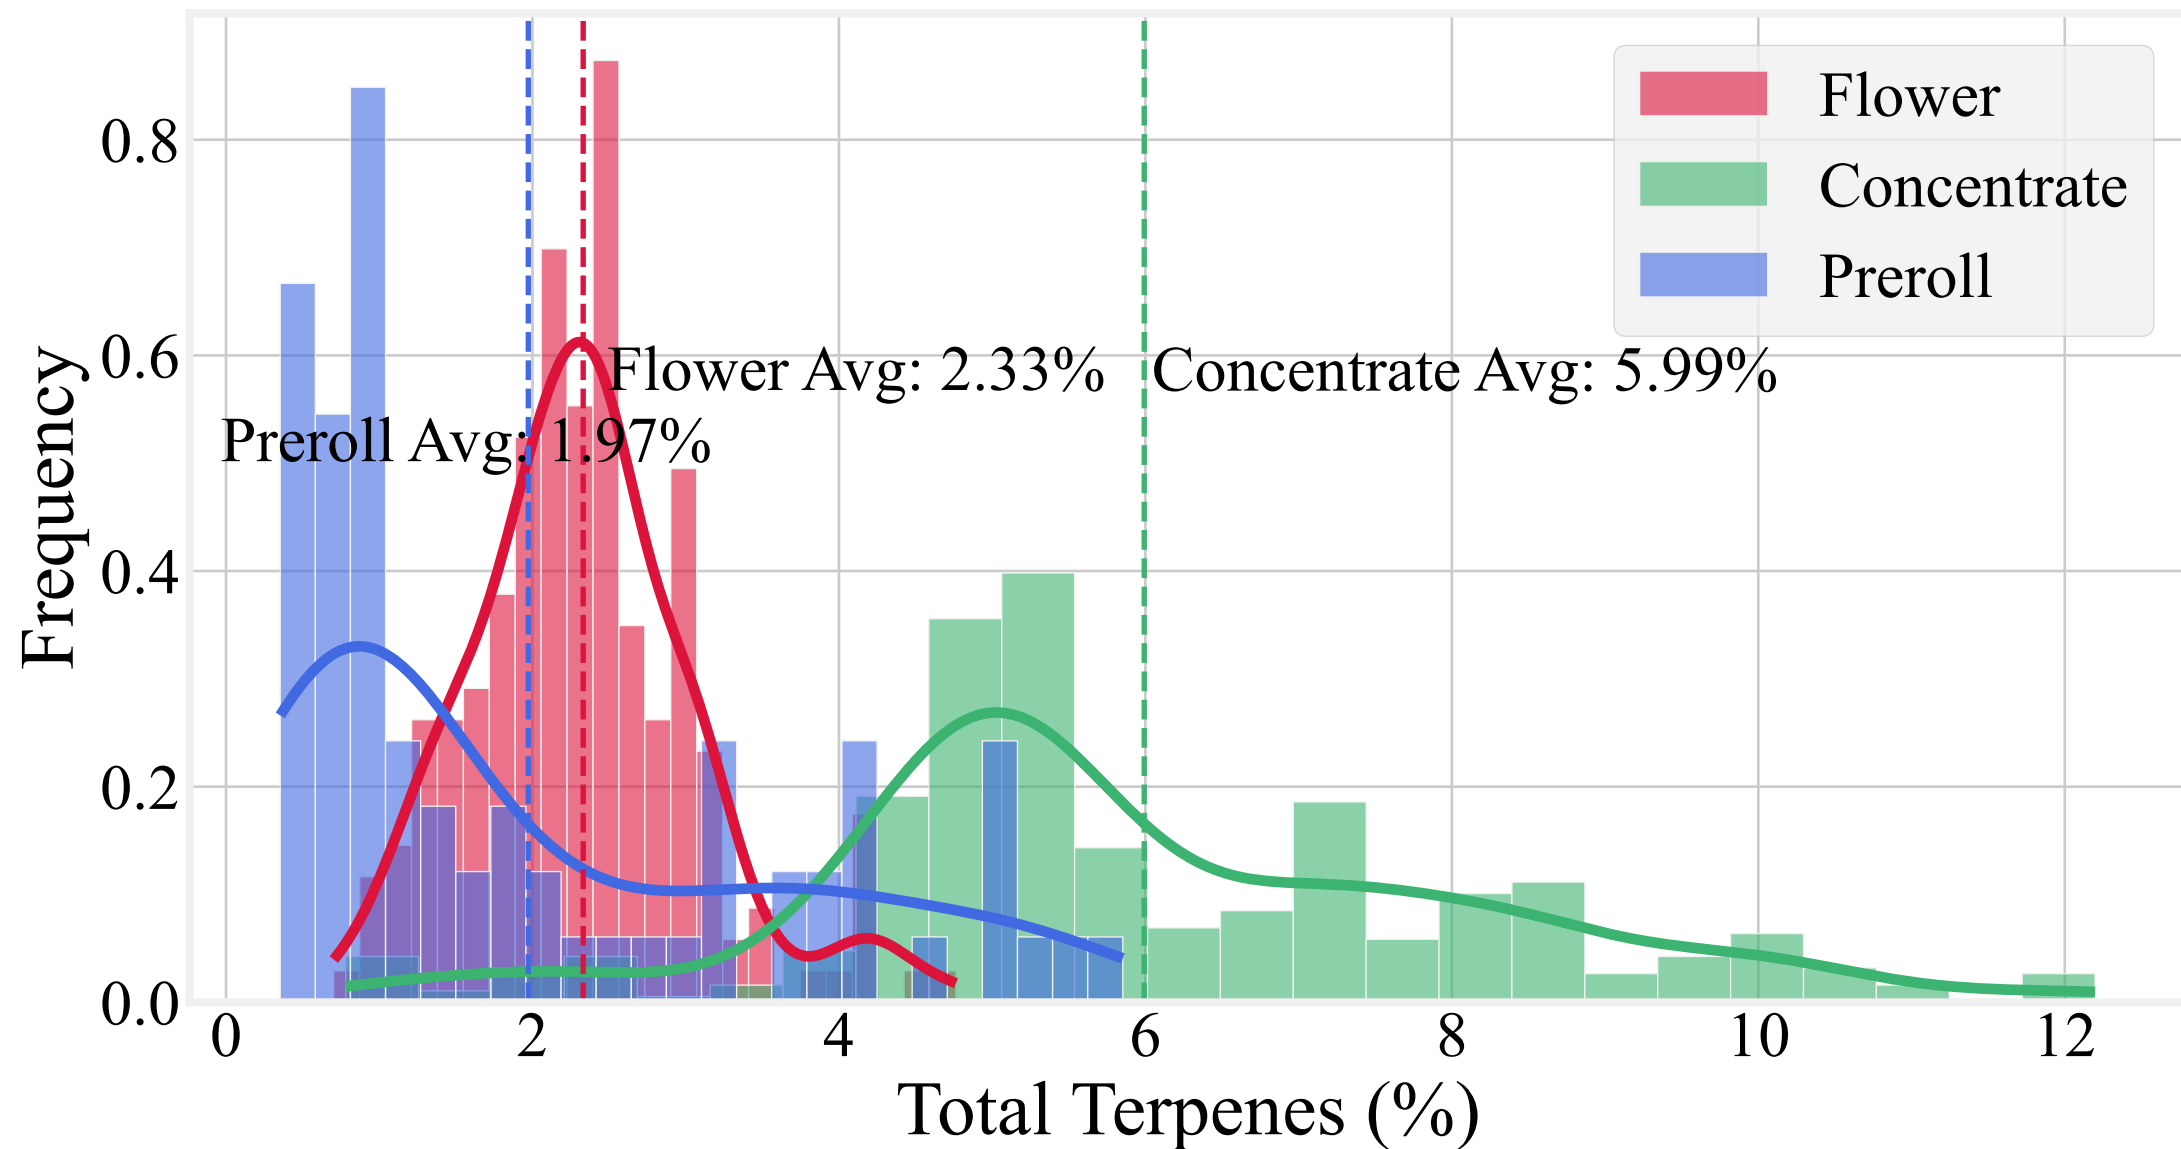 Frequency
0.8
0.6
0.4
0.2
0.0
Flower
Concentrate
Preroll
Flower Avg: 2.33%
Concentrate Avg: 5.99%
Preroll Avg: 1.97%
0 2 4 6 8 10 12
Total Terpenes (%)